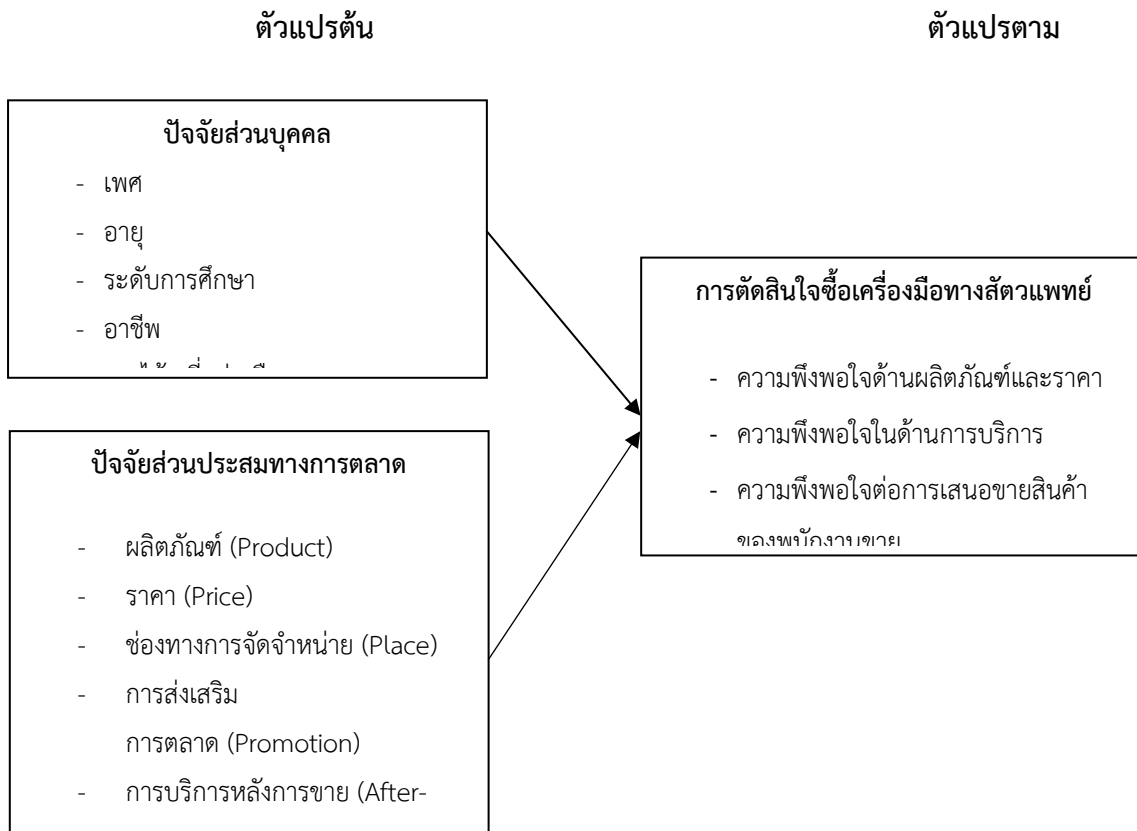 ตัวแปรต้น
ตัวแปรตาม
ปัจจัยส่วนบุคคล
- เพศ
- อายุ
- ระดับการศึกษา
- อาชีพ
ปัจจัยส่วนประสมทางการตลาด
- ผลิตภัณฑ์ (Product)
- ราคา (Price)
- ช่องทางการจัดจำหน่าย (Place)
- การส่งเสริม
การตลาด (Promotion)
- การบริการหลังการขาย (After-
การตัดสินใจซื้อเครื่องมือทางสัตวแพทย์
- ความพึงพอใจด้านผลิตภัณฑ์และราคา
- ความพึงพอใจในด้านการบริการ
- ความพึงพอใจต่อการเสนอขายสินค้า
ของพนักงานขาย